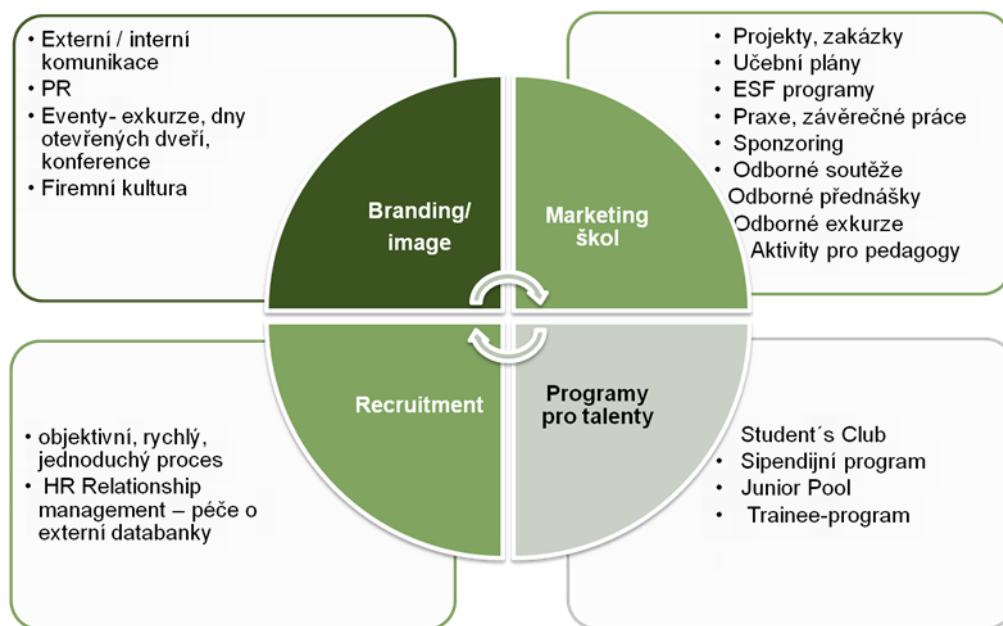 • Externí / interní
komunikace
• PR
• Eventy- exkurze, dny
otevřených dveří,
konference
• Firemní kultura
Branding/
image
• Projekty, zakázky
• Učební plány
• ESF programy
• Praxe, závěrečné práce
• Sponzoring
• Odborné soutěže
Odborné přednášky
Odborné exkurze
Aktivity pro pedagogy
Marketing
škol
• objektivní, rychlý,
jednoduchý proces
• HR Relationship
management – péče o
externí databanky
Recruitment
Programy
pro talenty
Student´s Club
• Sipendijní program
• Junior Pool
• Trainee-program